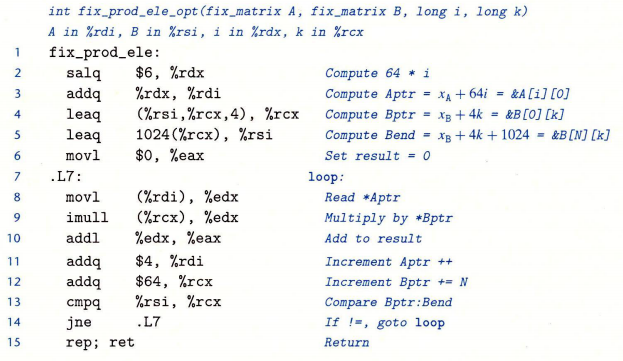 int fix_prod_ele_opt(fix_matrix A, fix_matrix B, long i, long k)
A in %rdi, B in %rsi, i in %rdx, k in %rcx
1 fix_prod_ele:
2 salq $6, %rdx Compute 64 * i
3 addq %rdx, %rdi Compute Aptr = xA + 64i = &A[i][0]
4 leaq (%rsi,%rcx,4), %rcx Compute Bptr = xB + 4k = &B[0][k]
5 leaq 1024(%rcx), %rsi Compute Bend = xB + 4k + 1024 = &B[N][k]
6 movl $0, %eax Set result = 0
7 .L7: loop:
8 movl (%rdi), %edx Read *Aptr
9 imull (%rcx), %edx Multiply by *Bptr
10 addl %edx, %eax Add to result
11 addq $4, %rdi Increment Aptr ++
12 addq $64, %rcx Increment Bptr += N
13 cmpq %rsi, %rcx Compare Bptr:Bend
14 jne .L7 If !=, goto loop
15 rep; ret Return